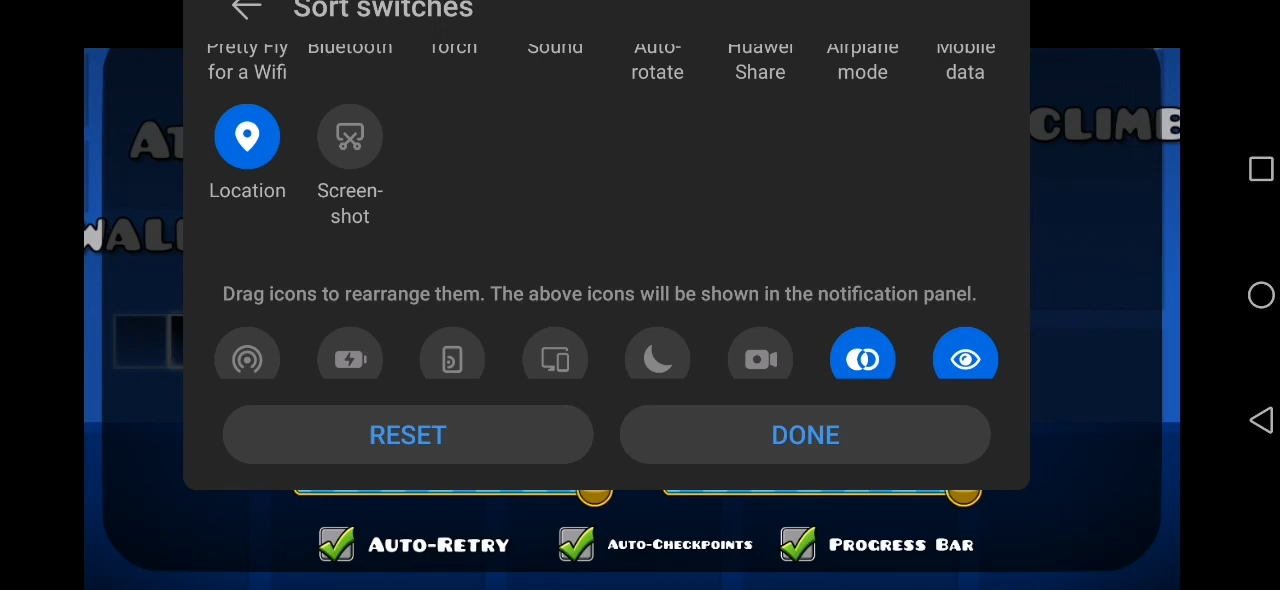 Sort switches
Pretty Fly for a Wifi
Bluetooth
Torch
Sound
Auto-rotate
Huawei Share
Airplane mode
Mobile data
CLIMB
Location
Screen-
shot
Drag icons to rearrange them. The above icons will be shown in the notification panel.
RESET
DONE
Auto-Retry
Auto-Checkpoints
Progress Bar